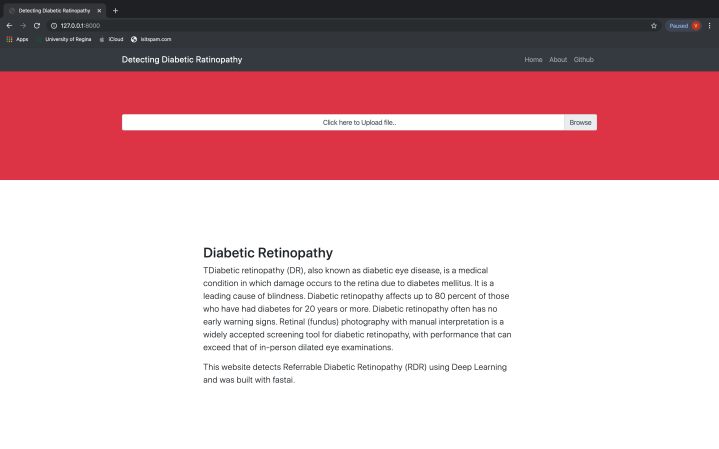 Detecting Diabetic Ratinopathy
127.0.0.1:8000
Paused
V
Apps
University of Regina
iCloud
isitspam.com
Detecting Diabetic Ratinopathy
Home
About
Github
Click here to Upload file..
Browse
Diabetic Retinopathy
TDiabetic retinopathy (DR), also known as diabetic eye disease, is a medical
condition in which damage occurs to the retina due to diabetes mellitus. It is a
leading cause of blindness. Diabetic retinopathy affects up to 80 percent of those
who have had diabetes for 20 years or more. Diabetic retinopathy often has no
early warning signs. Retinal (fundus) photography with manual interpretation is a
widely accepted screening tool for diabetic retinopathy, with performance that can
exceed that of in-person dilated eye examinations.
This website detects Referrable Diabetic Retinopathy (RDR) using Deep Learning
and was built with fastai.